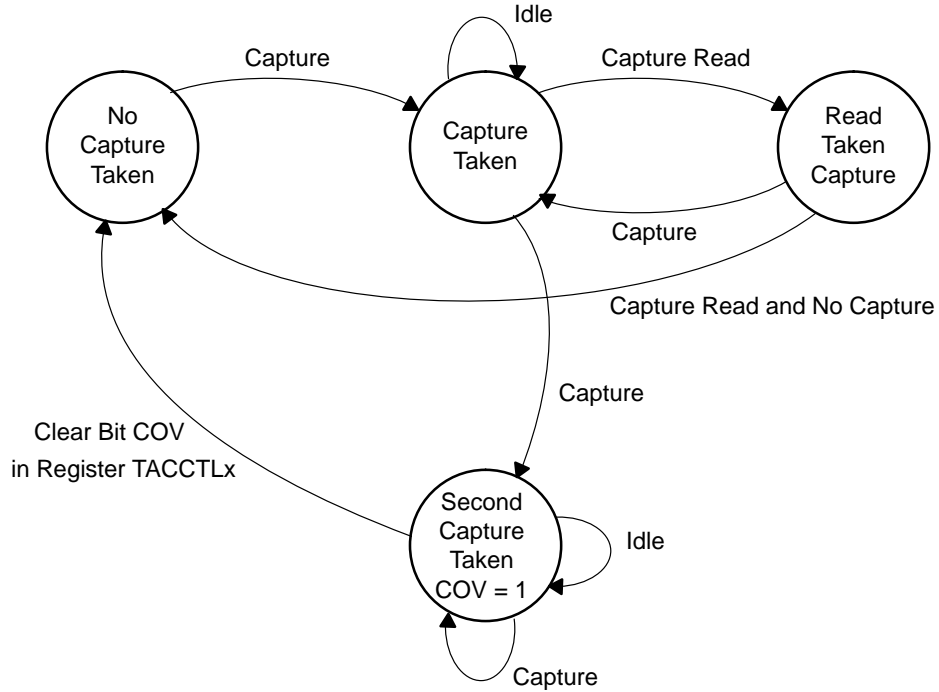 Idle
Capture
Capture Read
No
Capture
Taken
Capture
Taken
Read
Taken
Capture
Capture
Capture Read and No Capture
Capture
Clear Bit COV
in Register TACCTLx
Second
Capture
Taken
COV = 1
Idle
Capture